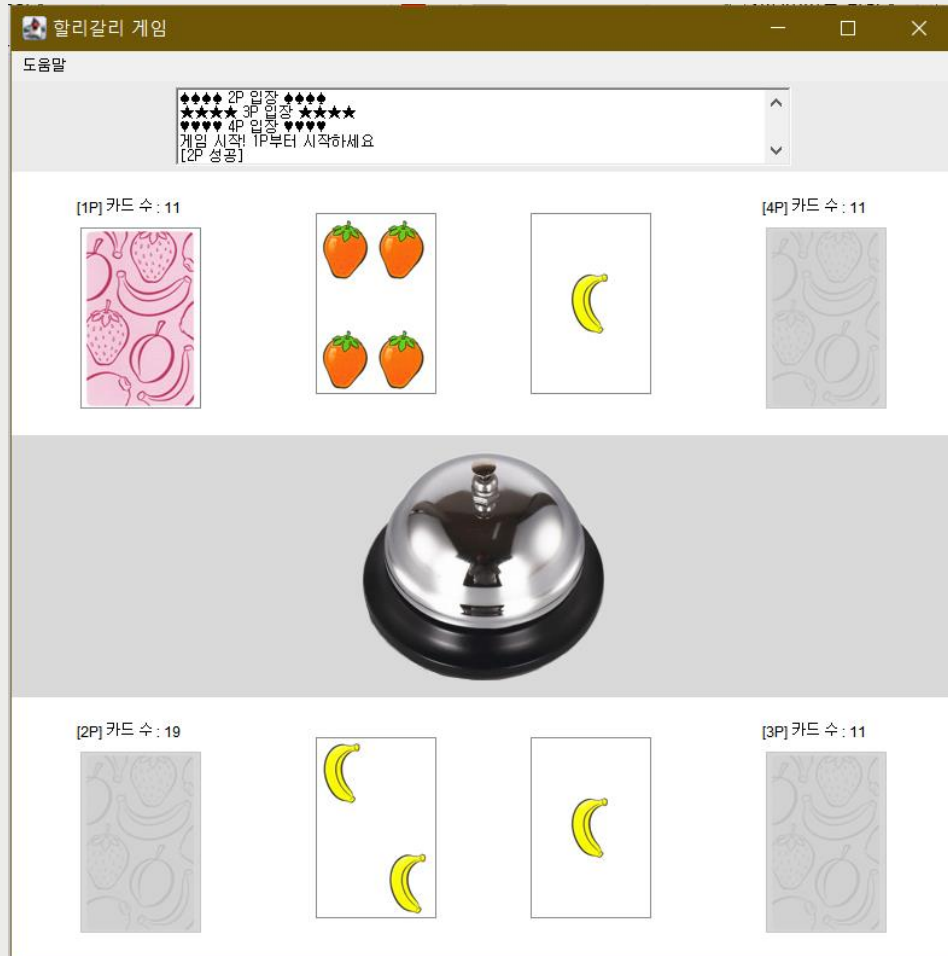 할리갈리 게임
도움말
♠♠♠♠ 2P 입장 ♠♠♠♠
★★★★ 3P 입장 ★★★★
♥♥♥♥ 4P 입장 ♥♥♥♥
게임 시작! 1P부터 시작하세요
[2P 성공]
[1P] 카드 수 : 11
[4P] 카드 수 : 11
[2P] 카드 수 : 19
[3P] 카드 수 : 11